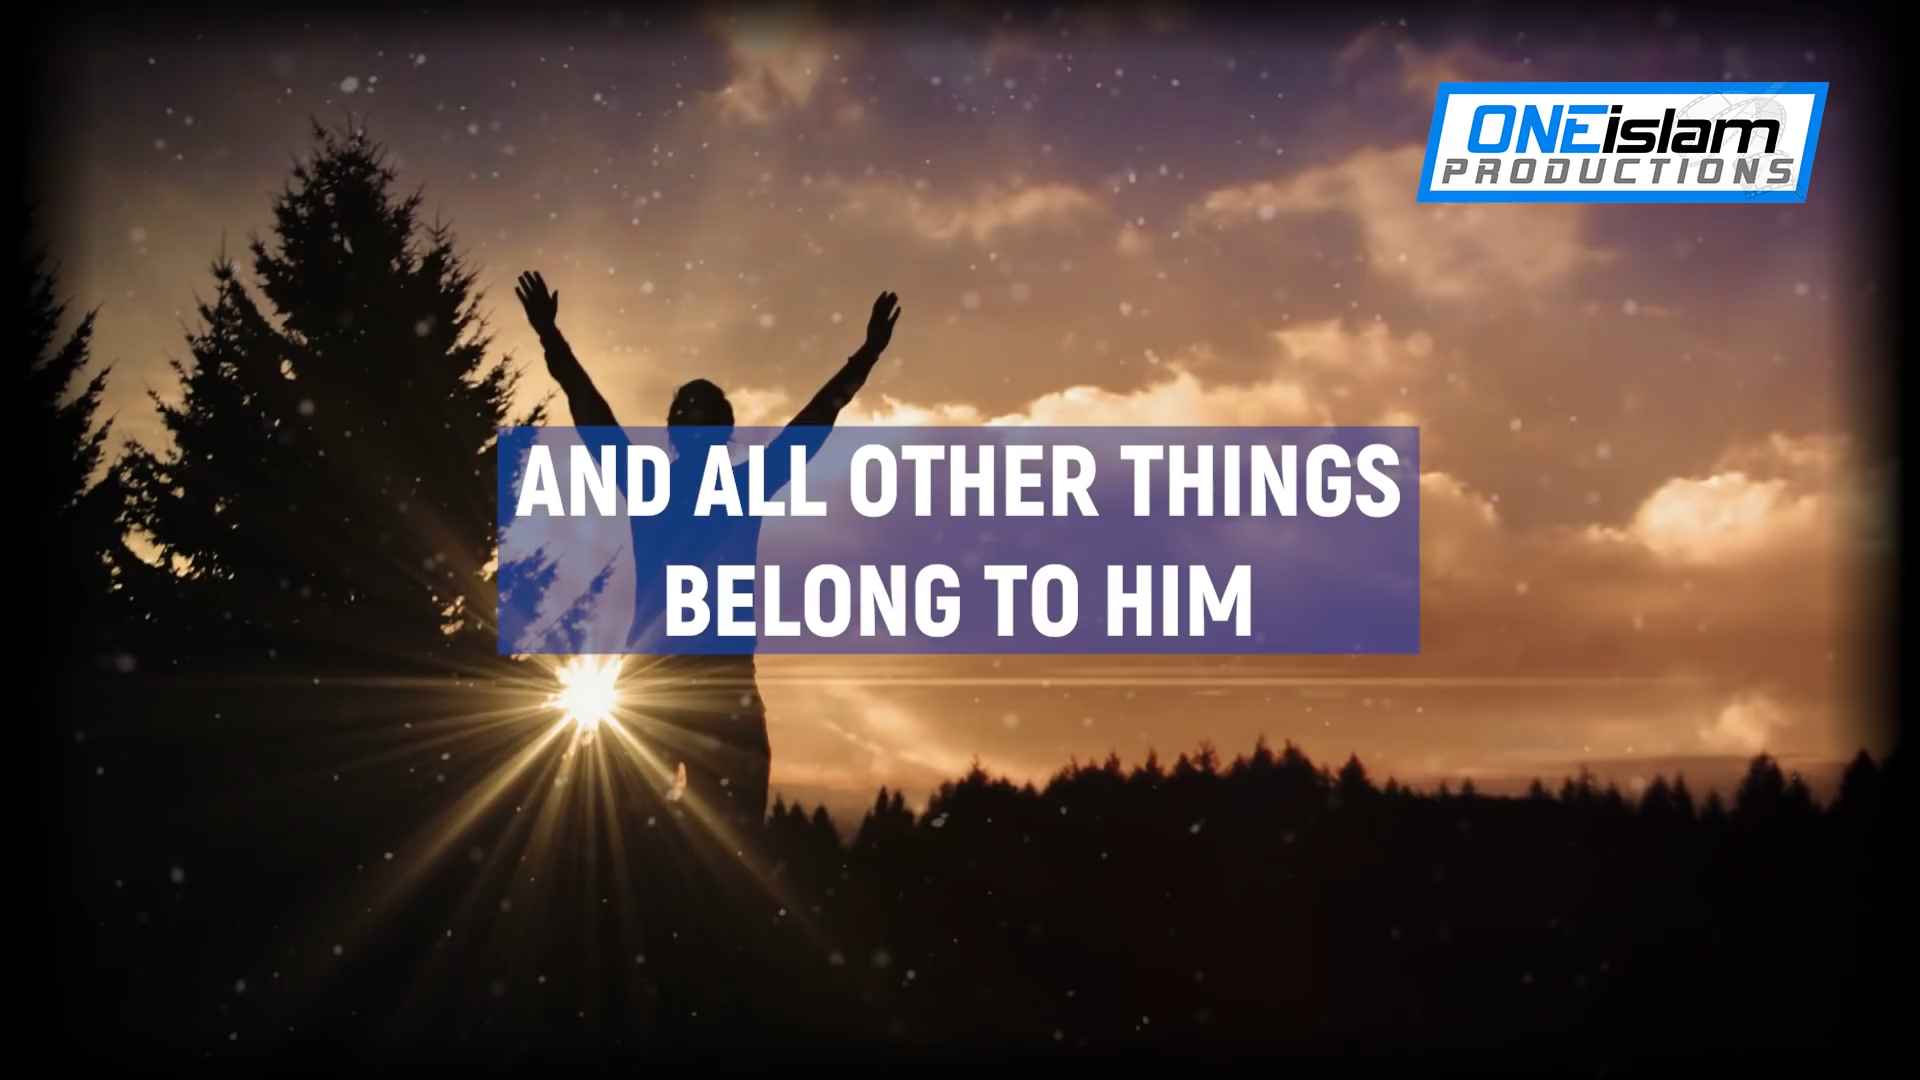 ONEislam
PRODUCTIONS
AND ALL OTHER THINGS
BELONG TO HIM